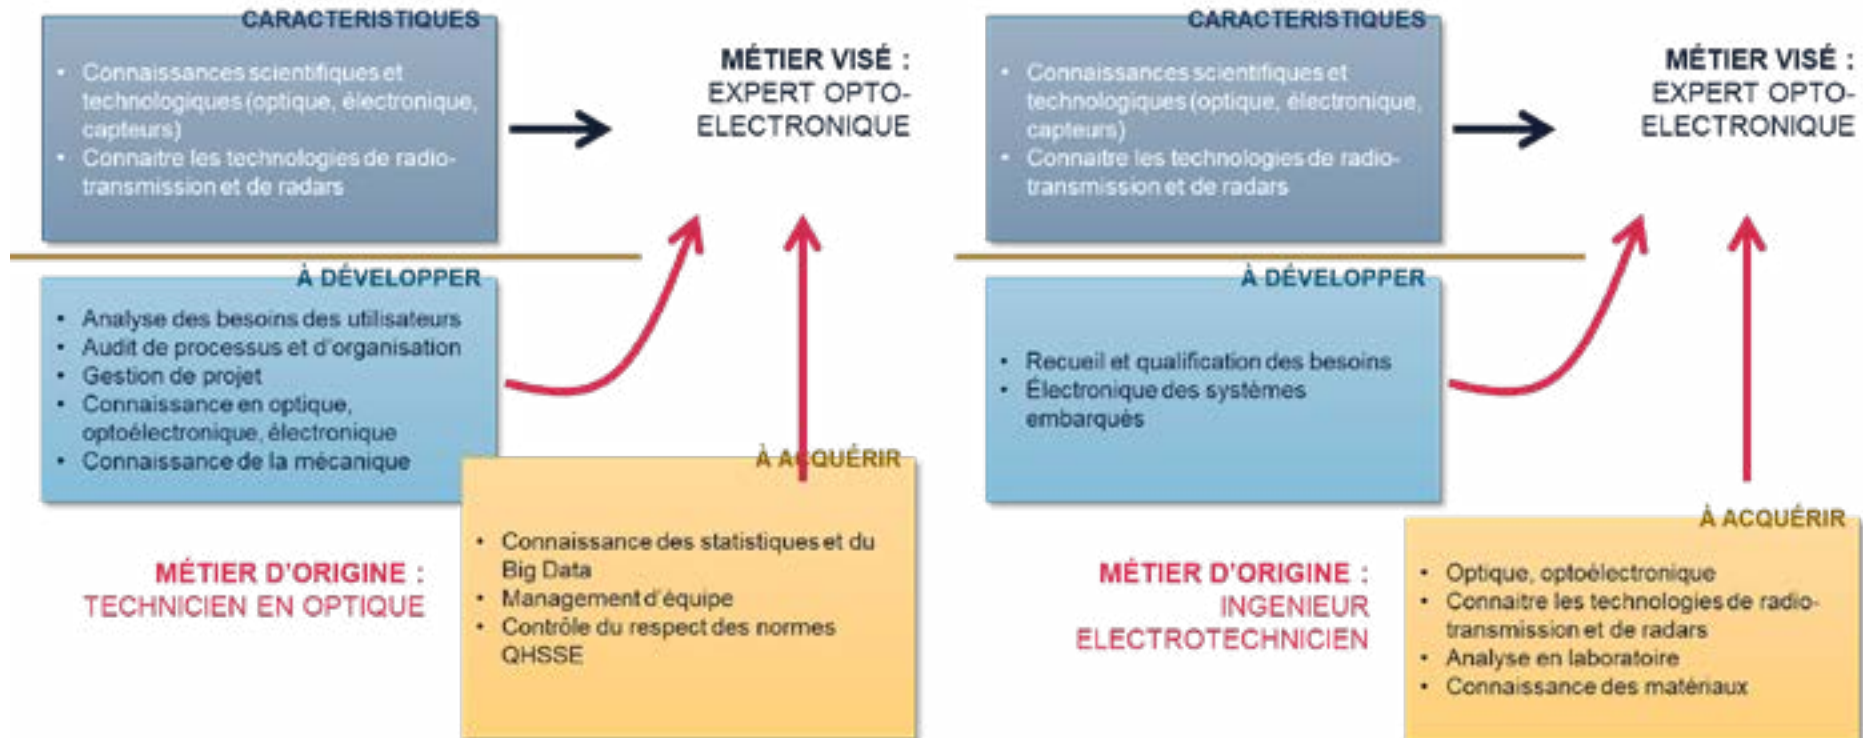 CARACTERISTIQUES
• Connaissances scientifiques et
technologiques (optique, électronique,
capteurs)
• Connaitre les technologies de radio-
transmission et de radars
MÉTIER VISÉ :
EXPERT OPTO-
ELECTRONIQUE
À DÉVELOPPER
• Analyse des besoins des utilisateurs
• Audit de processus et d'organisation
• Gestion de projet
• Connaissance en optique,
optoélectronique, électronique
• Connaissance de la mécanique
À ACQUÉRIR
• Connaissance des statistiques et du
Big Data
• Management d'équipe
• Contrôle du respect des normes
QHSSE
MÉTIER D'ORIGINE :
TECHNICIEN EN OPTIQUE
CARACTERISTIQUES
• Connaissances scientifiques et
technologiques (optique, électronique,
capteurs)
• Connaitre les technologies de radio-
transmission et de radars
MÉTIER VISÉ :
EXPERT OPTO-
ELECTRONIQUE
À DÉVELOPPER
• Recueil et qualification des besoins
• Électronique des systèmes
embarqués
À ACQUÉRIR
• Optique, optoélectronique
• Connaitre les technologies de radio-
transmission et de radars
• Analyse en laboratoire
• Connaissance des matériaux
MÉTIER D'ORIGINE :
INGENIEUR
ELECTROTECHNICIEN